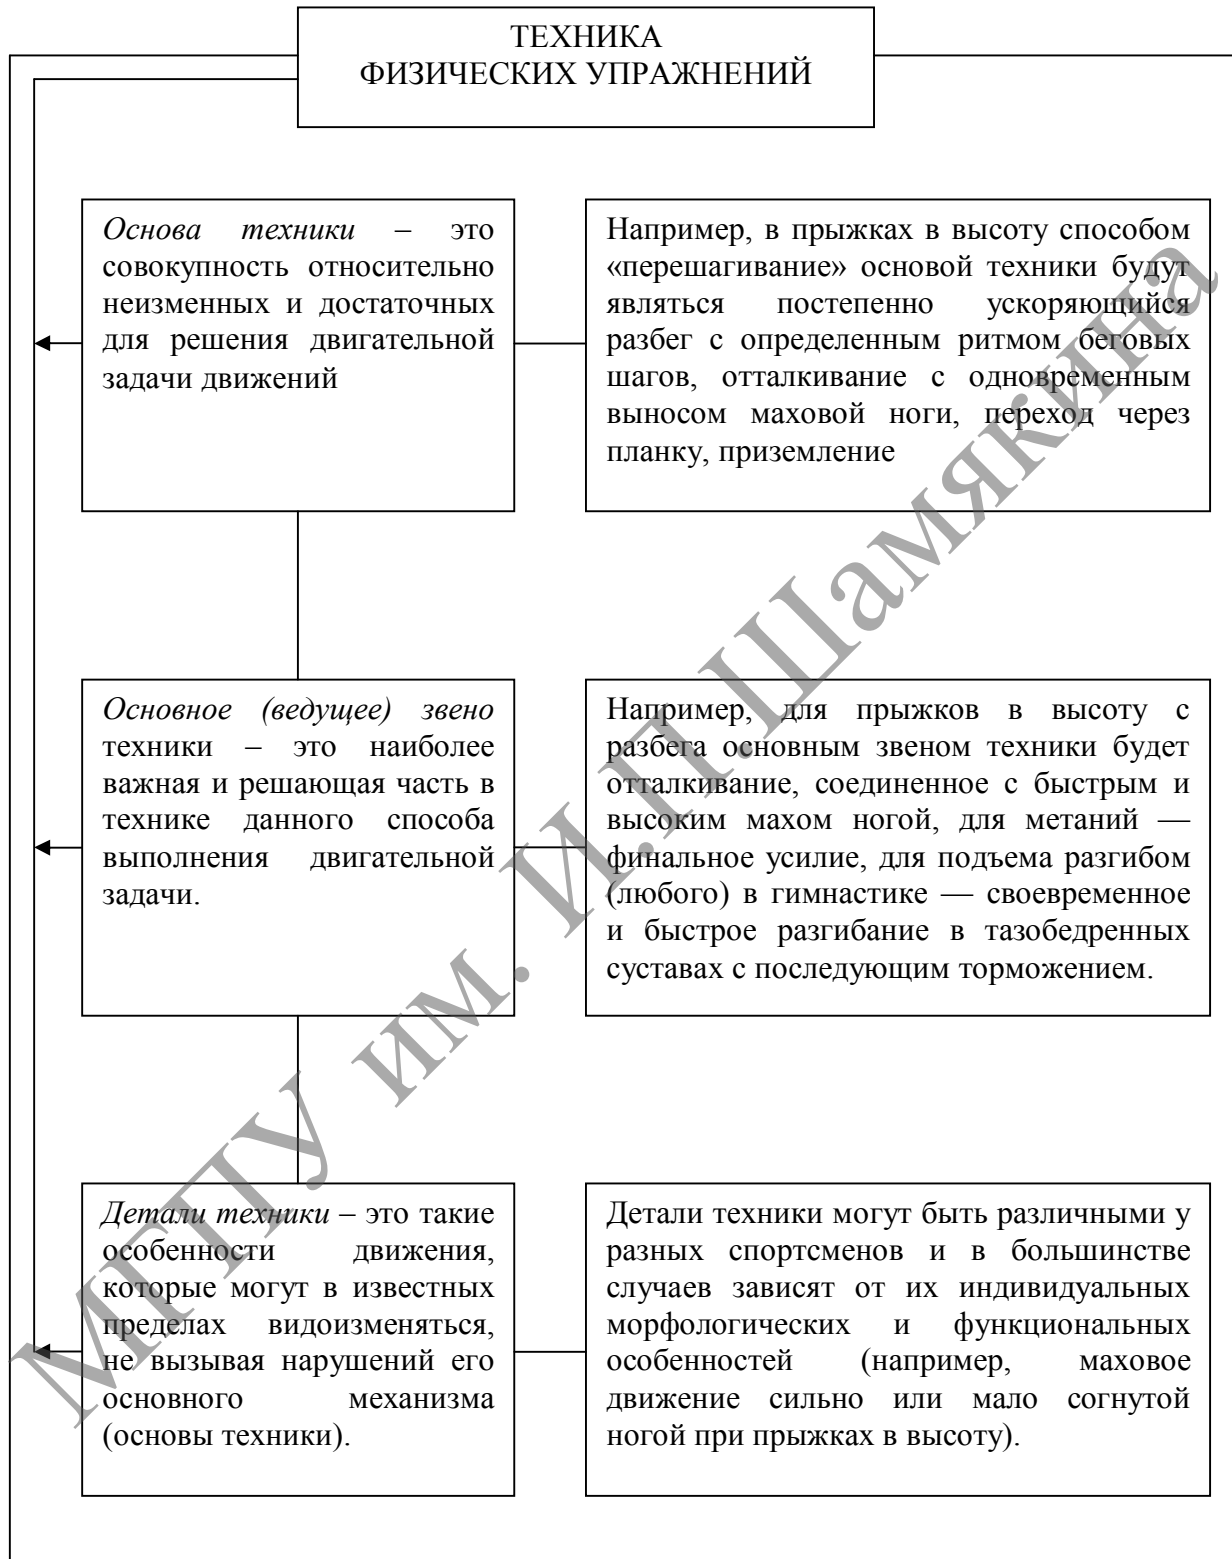 ТЕХНИКА
ФИЗИЧЕСКИХ УПРАЖНЕНИЙ
Основа техники – это
совокупность относительно
неизменных и достаточных
для решения двигательной
задачи движений
Например, в прыжках в высоту способом
«перешагивание» основой техники будут
являться постепенно ускоряющийся
разбег с определенным ритмом беговых
шагов, отталкивание с одновременным
выносом маховой ноги, переход через
планку, приземление
Основное (ведущее) звено
техники – это наиболее
важная и решающая часть в
технике данного способа
выполнения двигательной
задачи.
Например, для прыжков в высоту с
разбега основным звеном техники будет
отталкивание, соединенное с быстрым и
высоким махом ногой, для метаний —
финальное усилие, для подъема разгибом
(любого) в гимнастике — своевременное
и быстрое разгибание в тазобедренных
суставах с последующим торможением.
Детали техники – это такие
особенности движения,
которые могут в известных
пределах видоизменяться,
не вызывая нарушений его
основного механизма
(основы техники).
Детали техники могут быть различными у
разных спортсменов и в большинстве
случаев зависят от их индивидуальных
морфологических и функциональных
особенностей (например, маховое
движение сильно или мало согнутой
ногой при прыжках в высоту).
МГПУ им. И.П.Шамякина